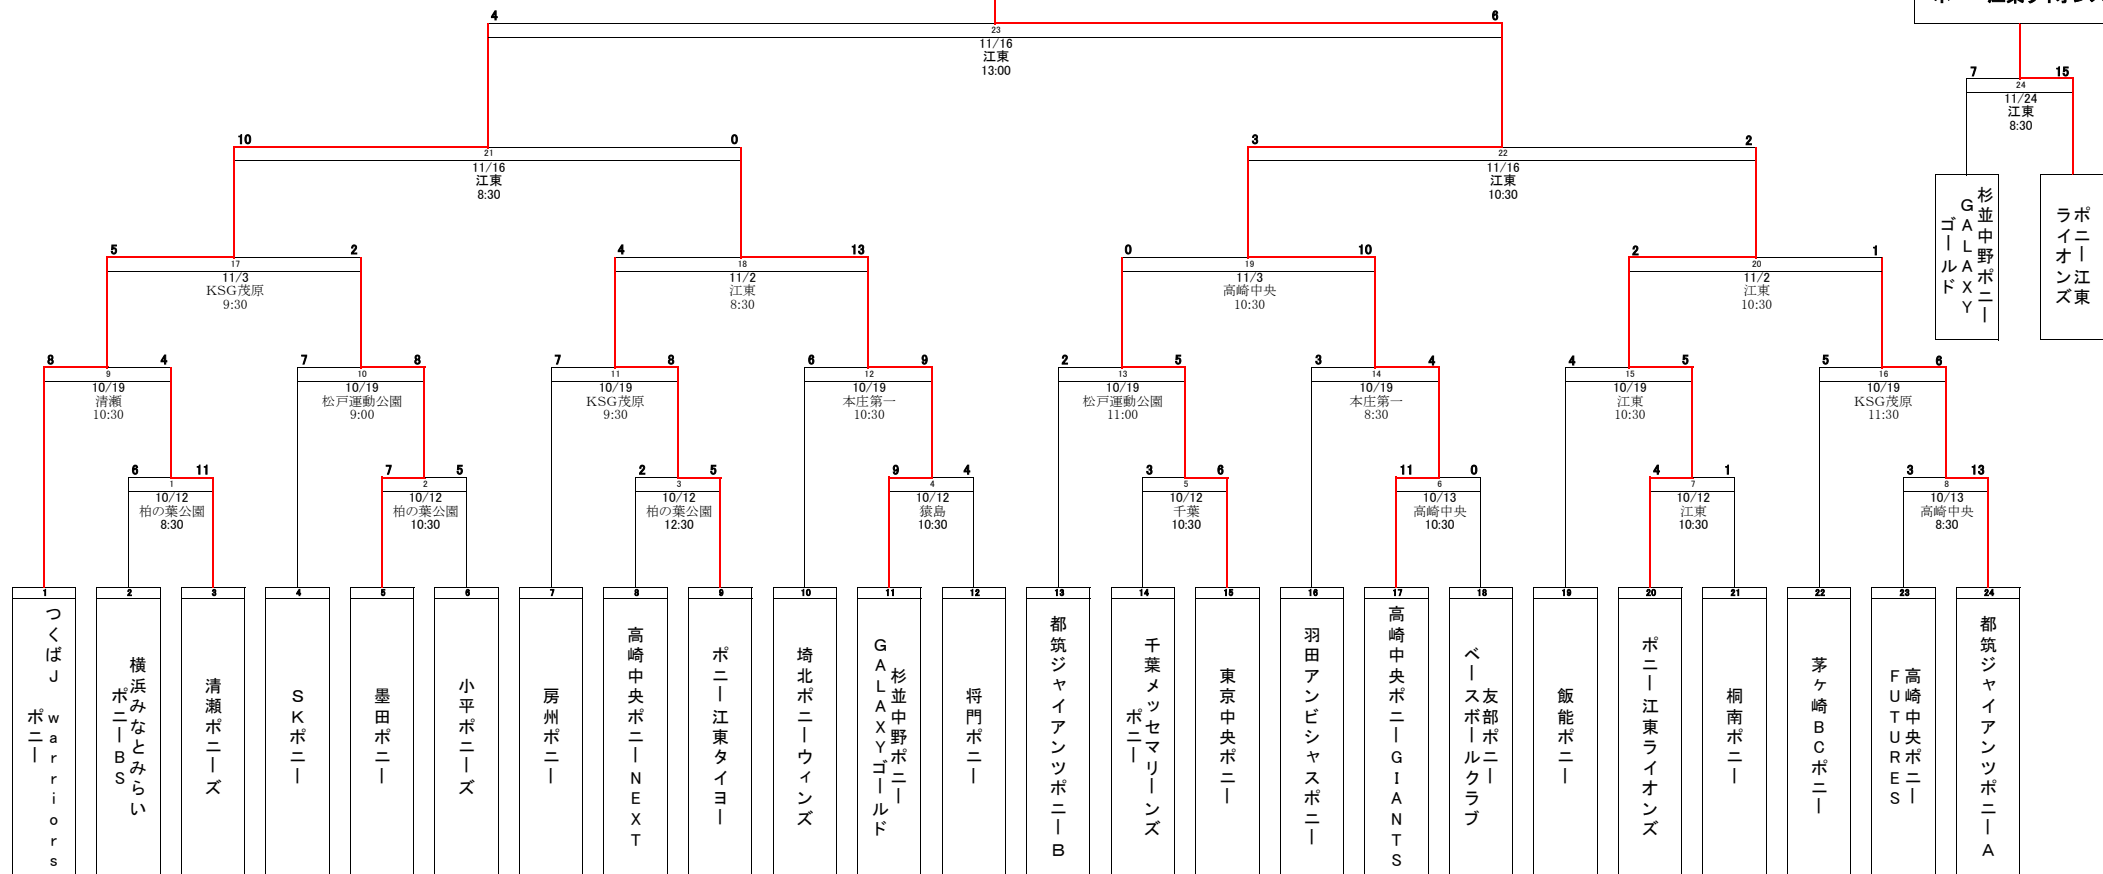 4 6
23
11/16
江東
13:00
7 15
24
11/24
江東
8:30
杉並中野ポニー
GALAXY
ゴールド
ポニー江東
ライオンズ
10 0
21
11/16
江東
8:30
3 2
22
11/16
江東
10:30
5 2
17
11/3
KSG茂原
9:30
4 13
18
11/2
江東
8:30
0 10
19
11/3
高崎中央
10:30
2 1
20
11/2
江東
10:30
8 4
9
10/19
清瀬
10:30
7 8
10
10/19
松戸運動公園
9:00
7 8
11
10/19
KSG茂原
9:30
6 9
12
10/19
本庄第一
10:30
2 5
13
10/19
松戸運動公園
11:00
3 4
14
10/19
本庄第一
8:30
4 5
15
10/19
江東
10:30
5 6
16
10/19
KSG茂原
11:30
6 11
1
10/12
柏の葉公園
8:30
7 5
2
10/12
柏の葉公園
10:30
2 5
3
10/12
柏の葉公園
12:30
9 4
4
10/12
猿島
10:30
3 6
5
10/12
千葉
10:30
11 0
6
10/13
高崎中央
10:30
4 1
7
10/12
江東
10:30
3 13
8
10/13
高崎中央
8:30
1
つくばJ warriors
ポニー
2
横浜みなとみらい
ポニーBS
3
清瀬ポニーズ
4
SKポニー
5
墨田ポニー
6
小平ポニーズ
7
房州ポニー
8
高崎中央ポニーNEXT
9
ポニー江東タイヨー
10
埼北ポニーウィンズ
11
杉並中野ポニー
GALAXYゴールド
12
将門ポニー
13
都筑ジャイアンツポニーB
14
千葉メッセマリーンズ
ポニー
15
東京中央ポニー
16
羽田アンビシャスポニー
17
高崎中央ポニーGIANTS
18
友部ポニー
ベースボールクラブ
19
飯能ポニー
20
ポニー江東ライオンズ
21
桐南ポニー
22
茅ヶ崎BCポニー
23
高崎中央ポニー
FUTURES
24
都筑ジャイアンツポニーA